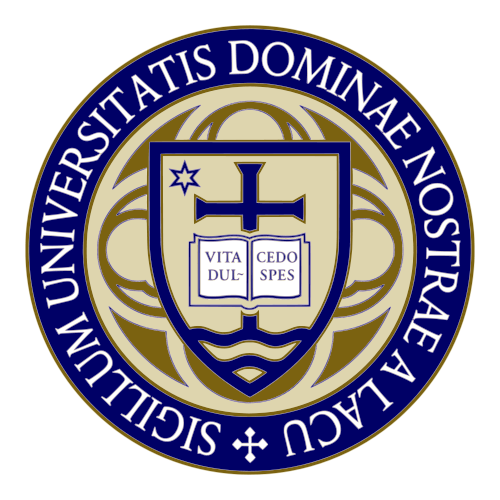 SIGILLUM UNIVERSITATIS DOMINAE NOSTRAE A LACU
VITA CEDO
DUL~ SPES